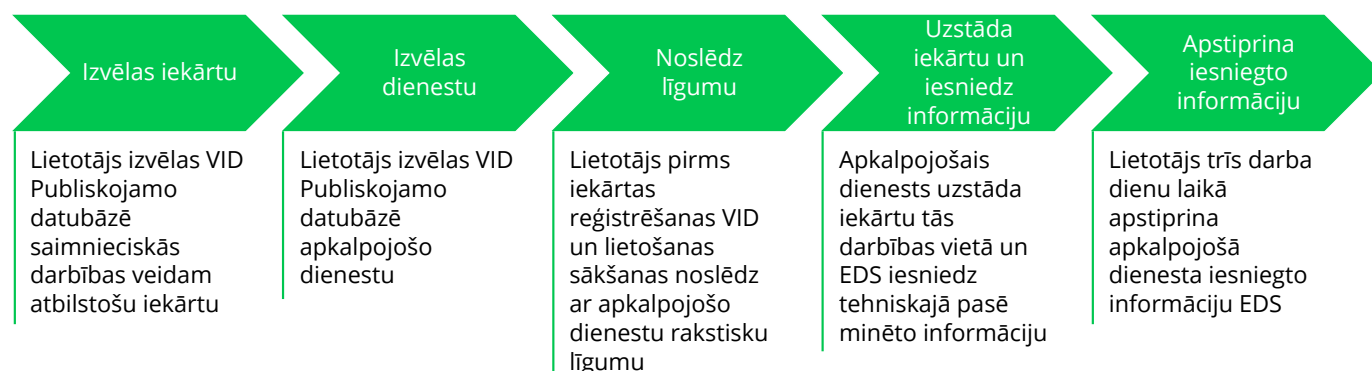 Izvēlas iekārtu
Izvēlas
dienestu
Noslēdz
līgumu
Uzstāda
iekārtu un
iesniedz
informāciju
Apstiprina
iesniegto
informāciju
Lietotājs izvēlas VID
Publiskojamo
datubāzē
saimnieciskās
darbības veidam
atbilstošu iekārtu
Lietotājs izvēlas VID
Publiskojamo
datubāzē
apkalpojošo
dienestu
Lietotājs pirms
iekārtas
reģistrēšanas VID
un lietošanas
sākšanas noslēdz
ar apkalpojošo
dienestu rakstisku
līgumu
Apkalpojošais
dienests uzstāda
iekārtu tās
darbības vietā un
EDS iesniedz
tehniskajā pasē
minēto informāciju
Lietotājs trīs darba
dienu laikā
apstiprina
apkalpojošā
dienesta iesniegto
informāciju EDS